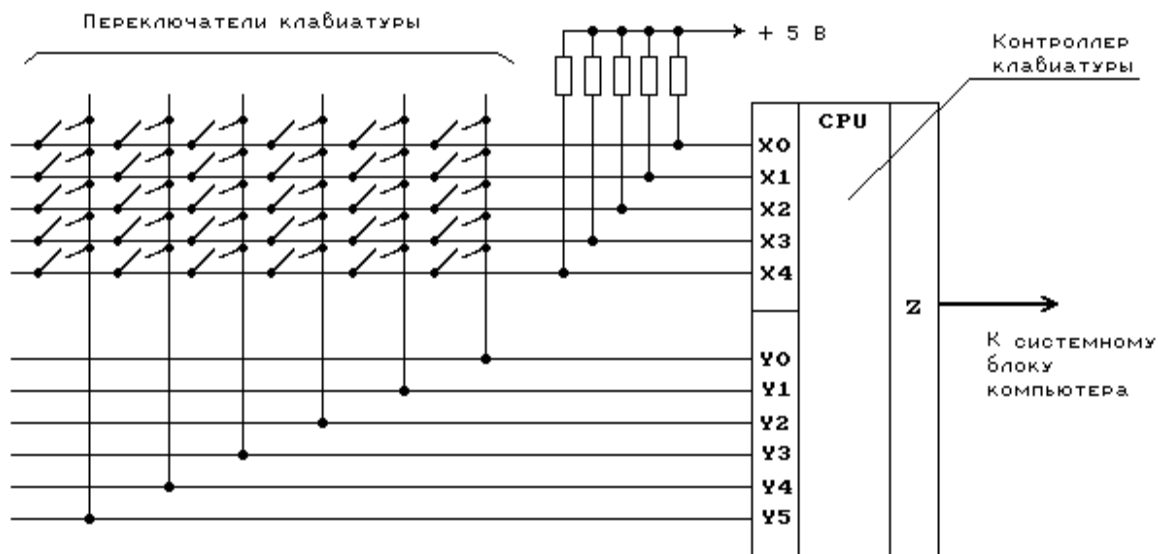 Переключатели клавиатуры
+ 5 В
Контроллер
клавиатуры
CPU
X0
X1
X2
X3
X4
Z
К системному
блоку
компьютера
Y0
Y1
Y2
Y3
Y4
Y5